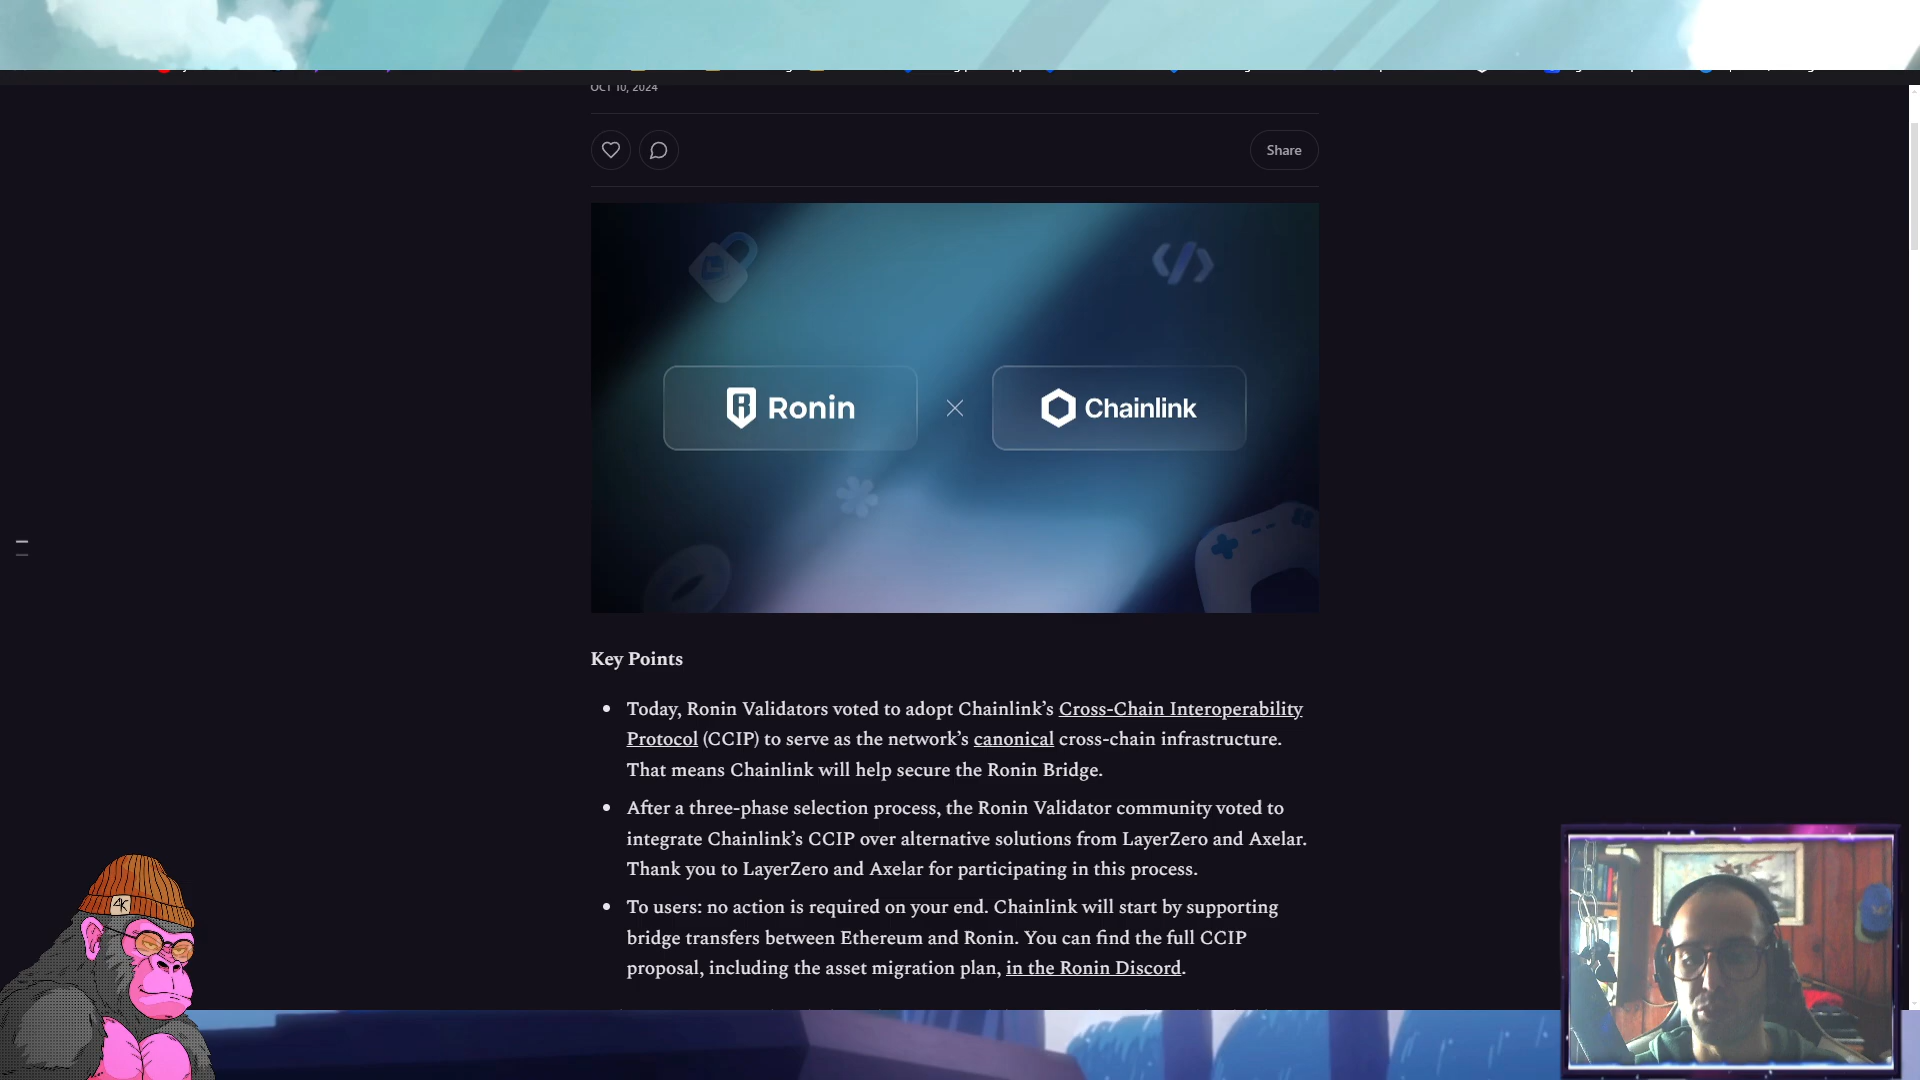 OCT 10, 2024
Share
Ronin
Chainlink
Key Points
Today, Ronin Validators voted to adopt Chainlink’s Cross-Chain Interoperability
Protocol (CCIP) to serve as the network’s canonical cross-chain infrastructure.
That means Chainlink will help secure the Ronin Bridge.
After a three-phase selection process, the Ronin Validator community voted to
integrate Chainlink’s CCIP over alternative solutions from LayerZero and Axelar.
Thank you to LayerZero and Axelar for participating in this process.
To users: no action is required on your end. Chainlink will start by supporting
bridge transfers between Ethereum and Ronin. You can find the full CCIP
proposal, including the asset migration plan, in the Ronin Discord.
4K